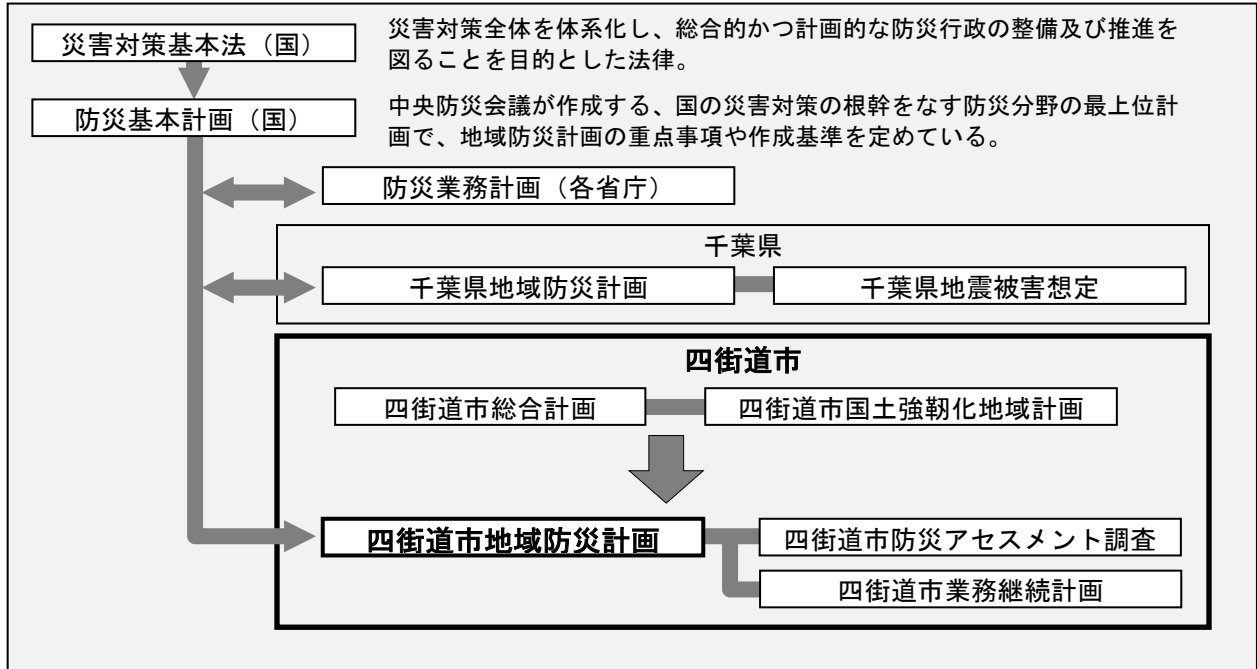 災害対策基本法（国）
災害対策全体を体系化し、総合的かつ計画的な防災行政の整備及び推進を
図ることを目的とした法律。
防災基本計画（国）
中央防災会議が作成する、国の災害対策の根幹をなす防災分野の最上位計
画で、地域防災計画の重点事項や作成基準を定めている。
防災業務計画（各省庁）
千葉県
千葉県地域防災計画
千葉県地震被害想定
四街道市
四街道市総合計画
四街道市国土強靭化地域計画
四街道市地域防災計画
四街道市防災アセスメント調査
四街道市業務継続計画